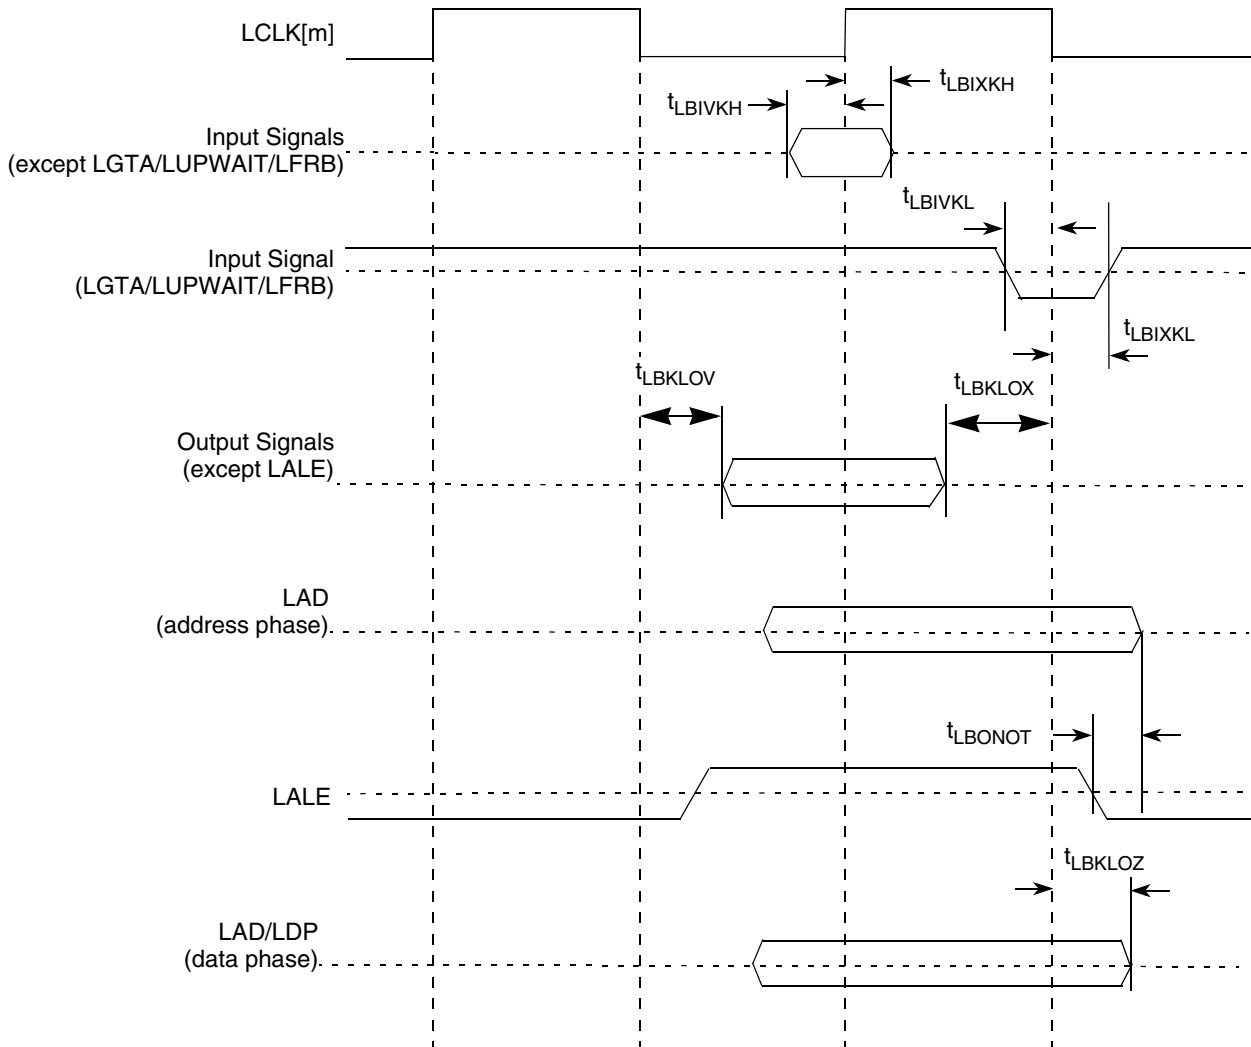 LCLK[m]
tLBIXKH
tLBIVKH
Input Signals
(except LGTA/LUPWAIT/LFRB)
tLBIVKL
Input Signal
(LGTA/LUPWAIT/LFRB)
tLBIXKL
tLBKLOV
tLBKLOX
Output Signals
(except LALE)
LAD
(address phase)
tLBONOT
LALE
tLBKLOZ
LAD/LDP
(data phase)